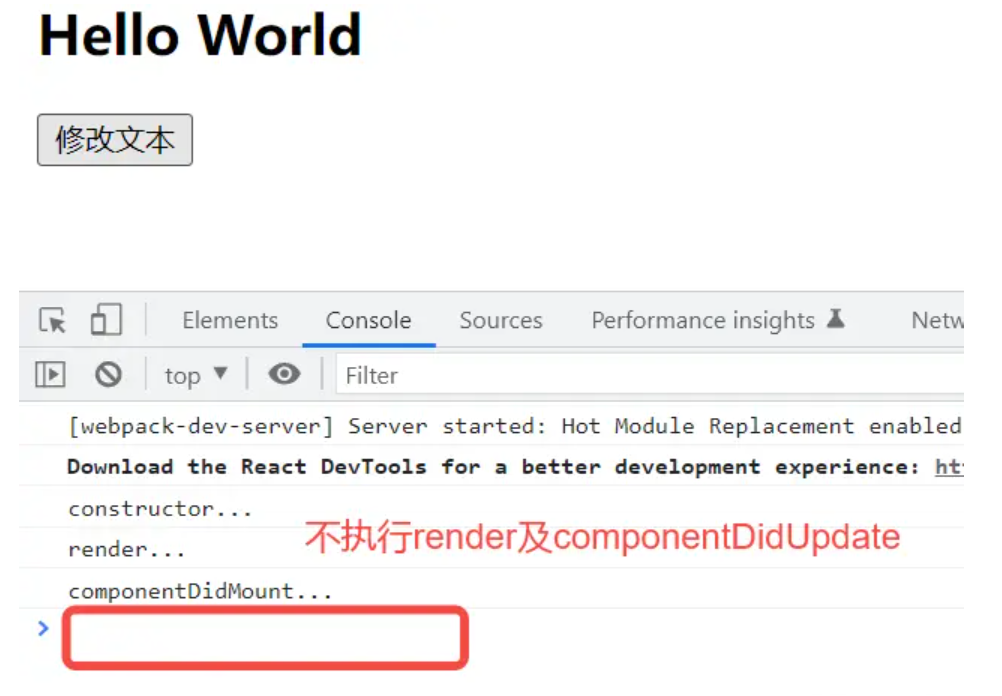 Hello World
修改文本
Elements Console Sources Performance insights Netw
top Filter
[webpack-dev-server] Server started: Hot Module Replacement enabled
Download the React DevTools for a better development experience: ht
constructor...
不执行render及componentDidUpdate
render...
componentDidMount...